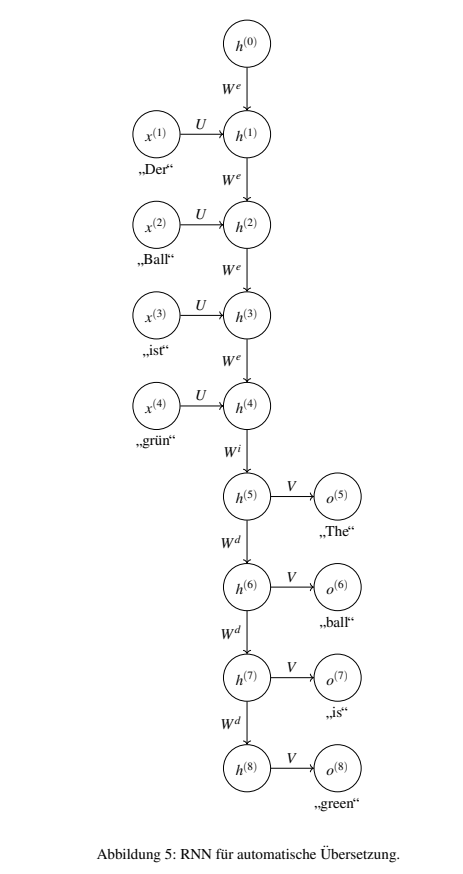 h^(0)
W^e
x^(1) U h^(1)
„Der“
W^e
x^(2) U h^(2)
„Ball“
W^e
x^(3) U h^(3)
„ist“
W^e
x^(4) U h^(4)
„grün“
W^i
h^(5) V o^(5)
„The“
W^d
h^(6) V o^(6)
„ball“
W^d
h^(7) V o^(7)
„is“
W^d
h^(8) V o^(8)
„green“
Abbildung 5: RNN für automatische Übersetzung.